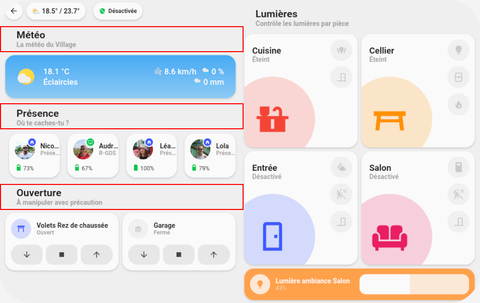 18.5° / 23.7°
Désactivée
Météo
La météo du Village
18.1 °C
Éclaircies
8.6 km/h
0 %
0 mm
Présence
Où te caches-tu ?
Nico...
Prése...
73%
Audr...
R-GDS
67%
Léa...
Prés...
100%
Lola
Prése...
79%
Ouverture
À manipuler avec précaution
Volets Rez de chaussée
Ouvert
Garage
Fermé
Lumières
Contrôle les lumières par pièce
Cuisine
Éteint
Cellier
Éteint
Entrée
Désactivé
Salon
Désactivé
Lumière ambiance Salon
49%